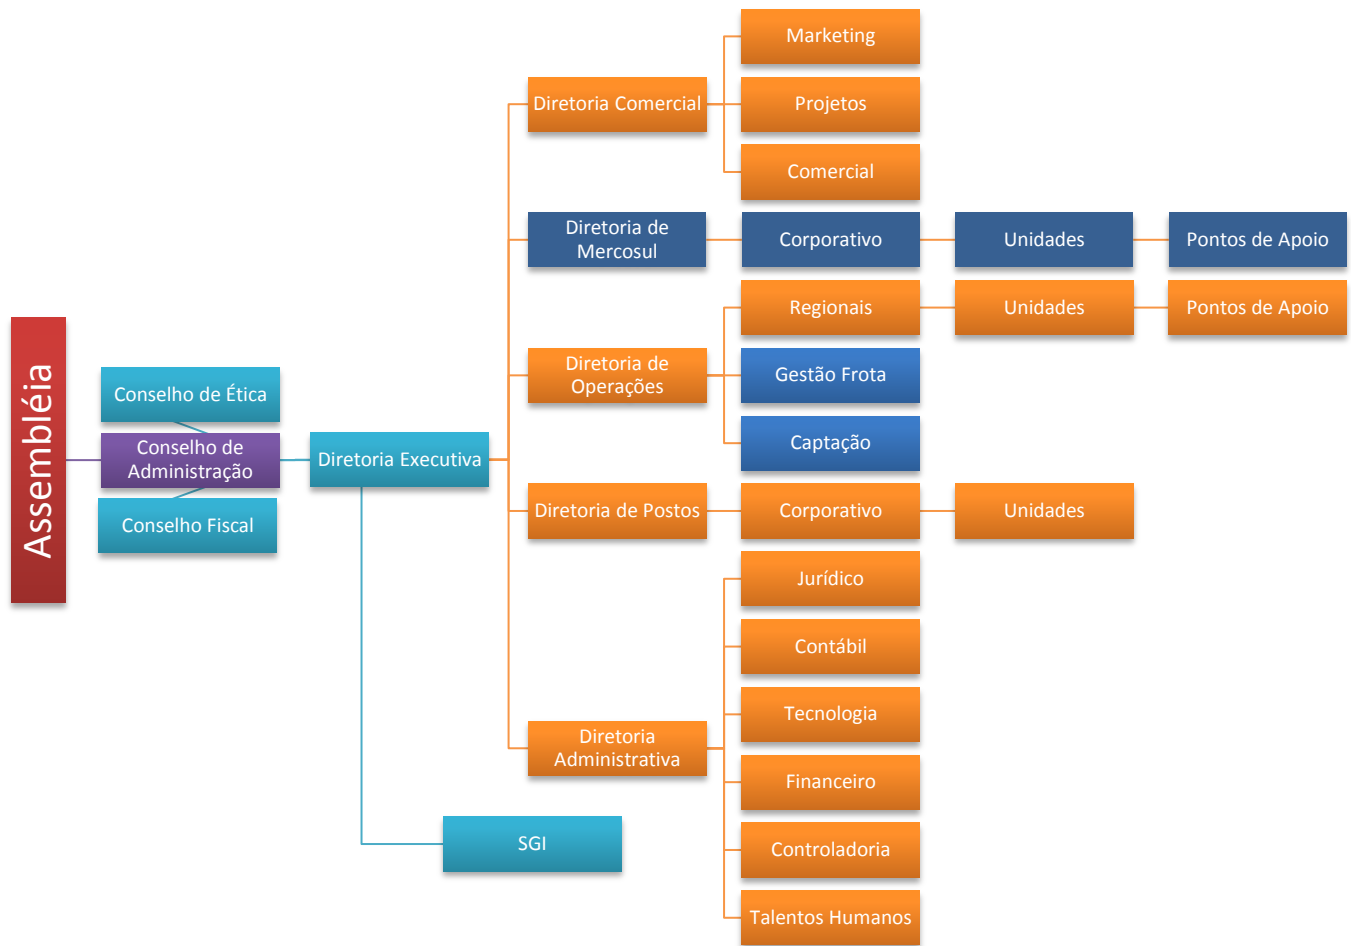 Assembléia
Conselho de Ética
Conselho de
Administração
Conselho Fiscal
Diretoria Executiva
SGI
Diretoria Comercial
Marketing
Projetos
Comercial
Diretoria de
Mercosul
Corporativo
Unidades
Pontos de Apoio
Diretoria de
Operações
Regionais
Unidades
Pontos de Apoio
Gestão Frota
Captação
Diretoria de Postos
Corporativo
Unidades
Diretoria
Administrativa
Jurídico
Contábil
Tecnologia
Financeiro
Controladoria
Talentos Humanos